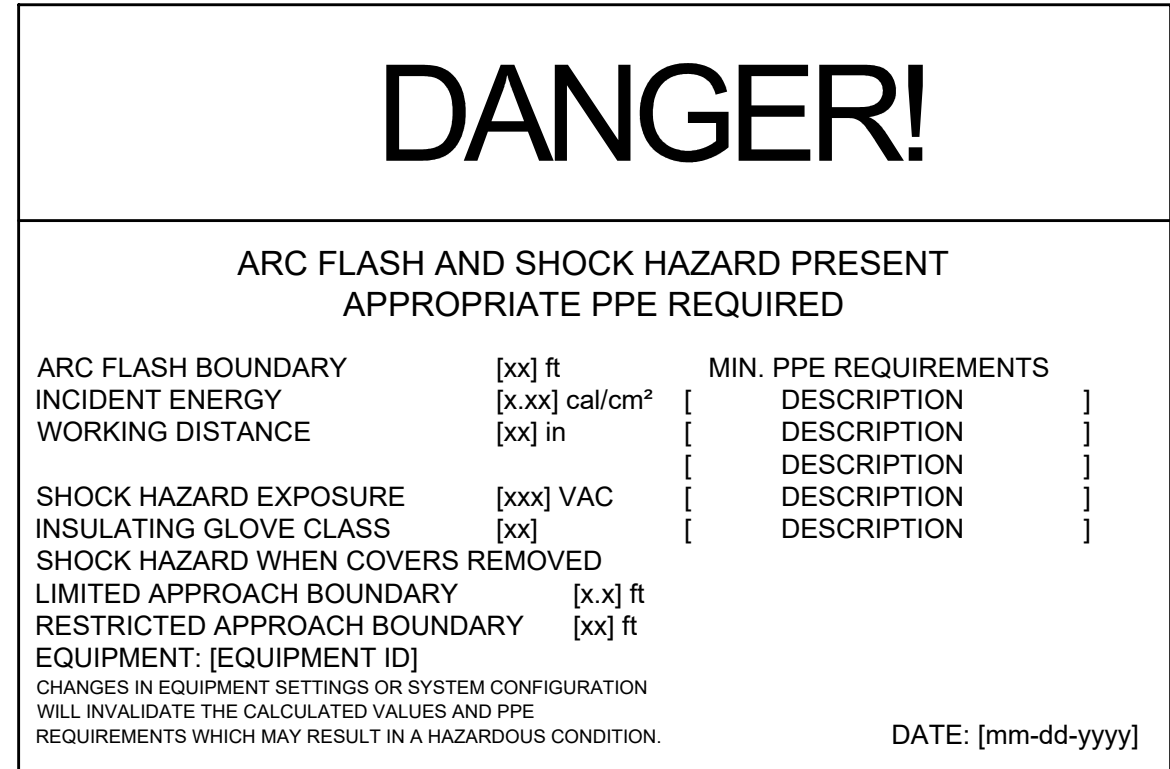 DANGER!
ARC FLASH AND SHOCK HAZARD PRESENT
APPROPRIATE PPE REQUIRED
ARC FLASH BOUNDARY [xx] ft MIN. PPE REQUIREMENTS
INCIDENT ENERGY [x.xx] cal/cm² [ DESCRIPTION ]
WORKING DISTANCE [xx] in [ DESCRIPTION ]
[ DESCRIPTION ]
SHOCK HAZARD EXPOSURE [xxx] VAC [ DESCRIPTION ]
INSULATING GLOVE CLASS [xx] [ DESCRIPTION ]
SHOCK HAZARD WHEN COVERS REMOVED
LIMITED APPROACH BOUNDARY [x.x] ft
RESTRICTED APPROACH BOUNDARY [xx] ft
EQUIPMENT: [EQUIPMENT ID]
CHANGES IN EQUIPMENT SETTINGS OR SYSTEM CONFIGURATION
WILL INVALIDATE THE CALCULATED VALUES AND PPE
REQUIREMENTS WHICH MAY RESULT IN A HAZARDOUS CONDITION. DATE: [mm-dd-yyyy]